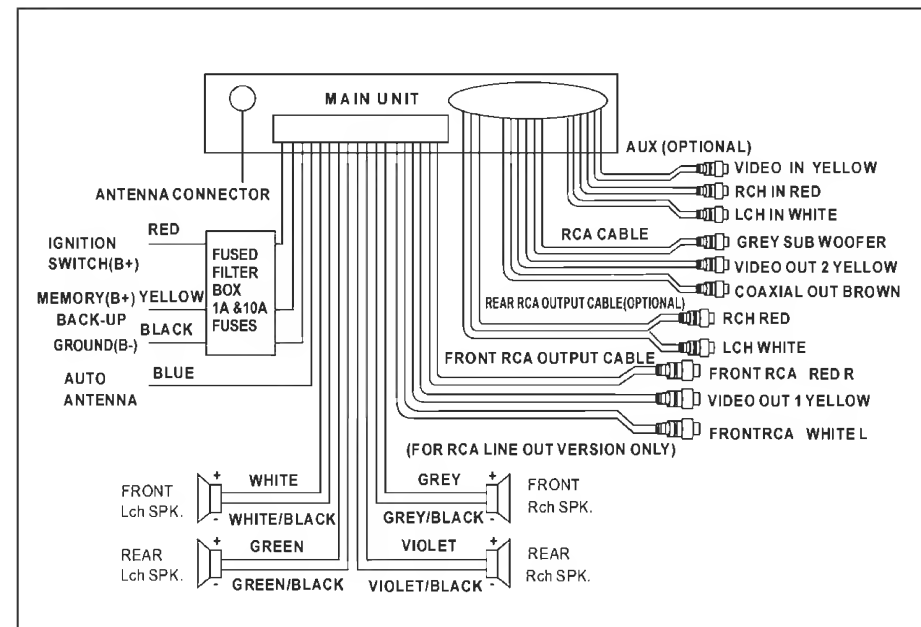 MAIN UNIT
AUX (OPTIONAL)
VIDEO IN YELLOW
RCH IN RED
LCH IN WHITE
ANTENNA CONNECTOR
RCA CABLE
GREY SUB WOOFER
VIDEO OUT 2 YELLOW
COAXIAL OUT BROWN
RED
IGNITION
SWITCH(B+)
FUSED
FILTER
BOX
1A &10A
FUSES
MEMORY(B+) YELLOW
BACK-UP
BLACK
GROUND(B-)
BLUE
AUTO
ANTENNA
REAR RCA OUTPUT CABLE(OPTIONAL)
RCH RED
LCH WHITE
FRONT RCA OUTPUT CABLE
FRONT RCA RED R
VIDEO OUT 1 YELLOW
FRONTRCA WHITE L
(FOR RCA LINE OUT VERSION ONLY)
FRONT
Lch SPK.
+
-
WHITE
WHITE/BLACK
GREY
GREY/BLACK
+
-
FRONT
Rch SPK.
REAR
Lch SPK.
+
-
GREEN
GREEN/BLACK
VIOLET
VIOLET/BLACK
+
-
REAR
Rch SPK.